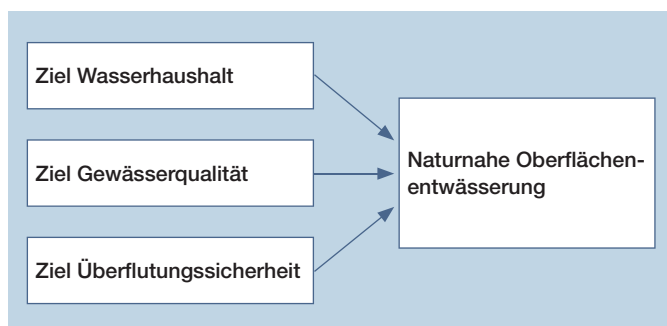 Ziel Wasserhaushalt
Ziel Gewässerqualität
Ziel Überflutungssicherheit
Naturnahe Oberflächen-
entwässerung